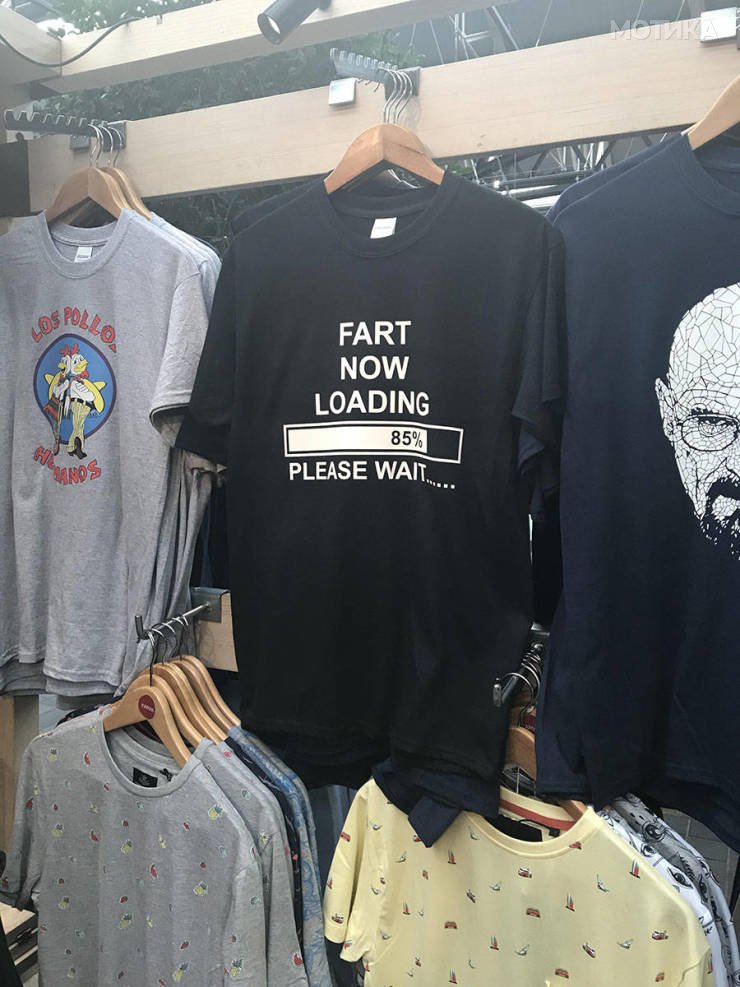 МОТИКА
LOS POLLOS
HERMANOS
FART
NOW
LOADING
85%
PLEASE WAIT......